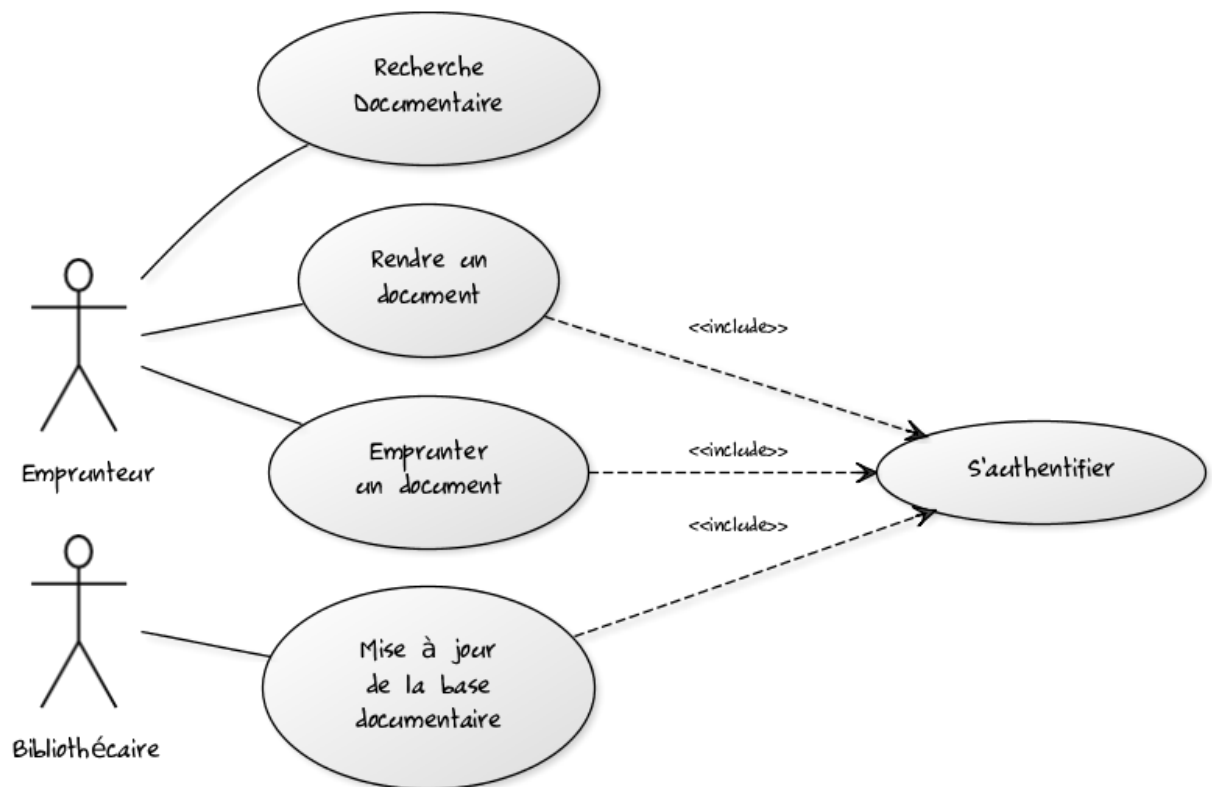 Recherche
Documentaire
Rendre un
document
<<include>>
Emprunter
un document
<<include>>
S'authentifier
Emprunteur
<<include>>
Mise à jour
de la base
documentaire
Bibliothécaire